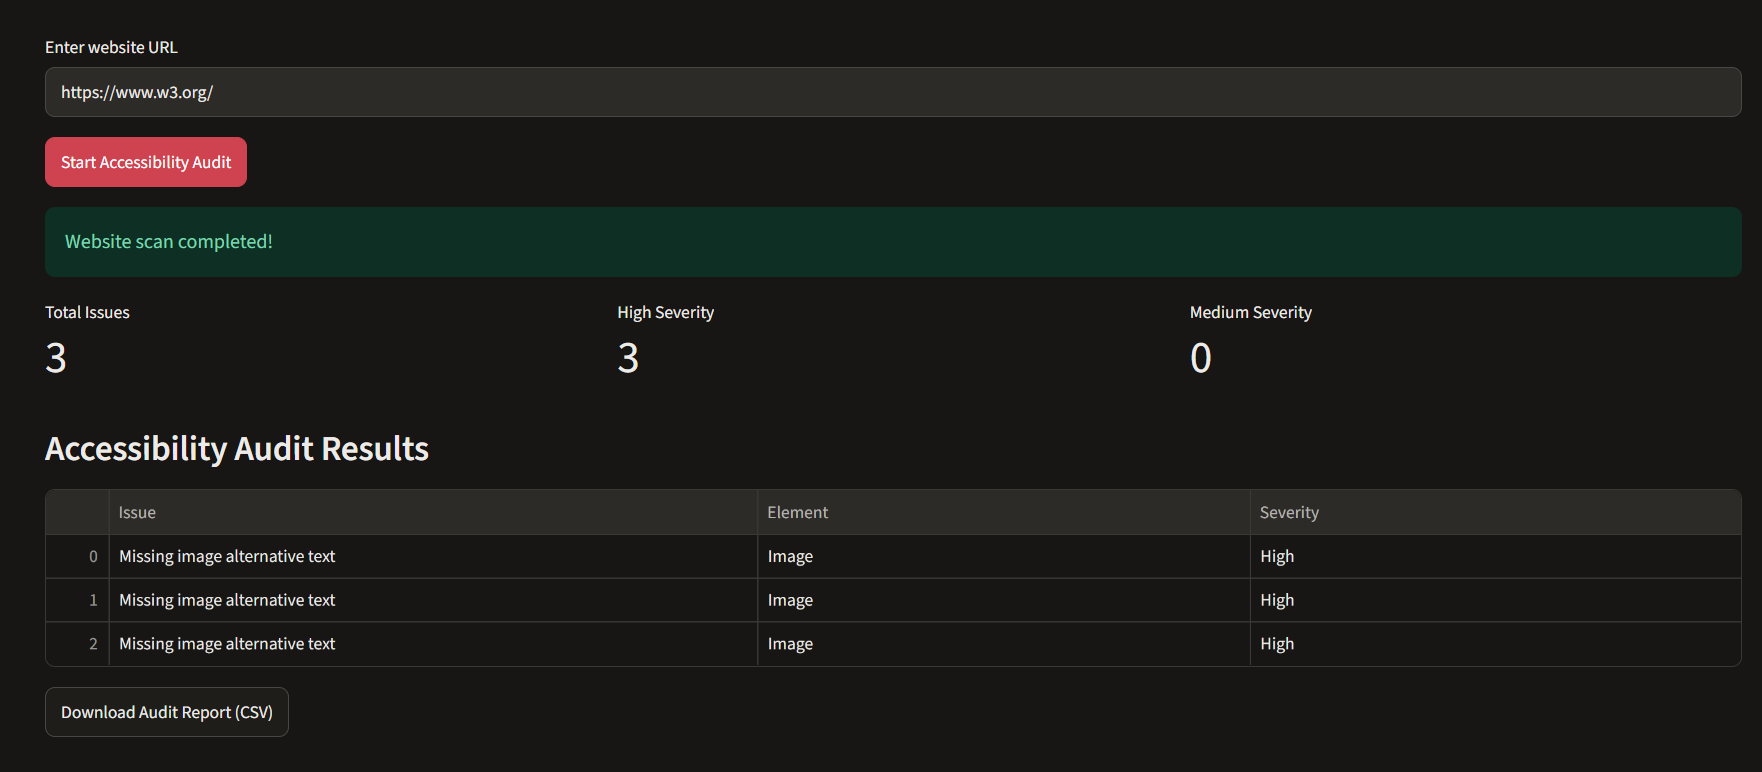 Enter website URL
https://www.w3.org/
Start Accessibility Audit
Website scan completed!
Total Issues High Severity Medium Severity
3 3 0
Accessibility Audit Results
Issue Element Severity
0 Missing image alternative text Image High
1 Missing image alternative text Image High
2 Missing image alternative text Image High
Download Audit Report (CSV)